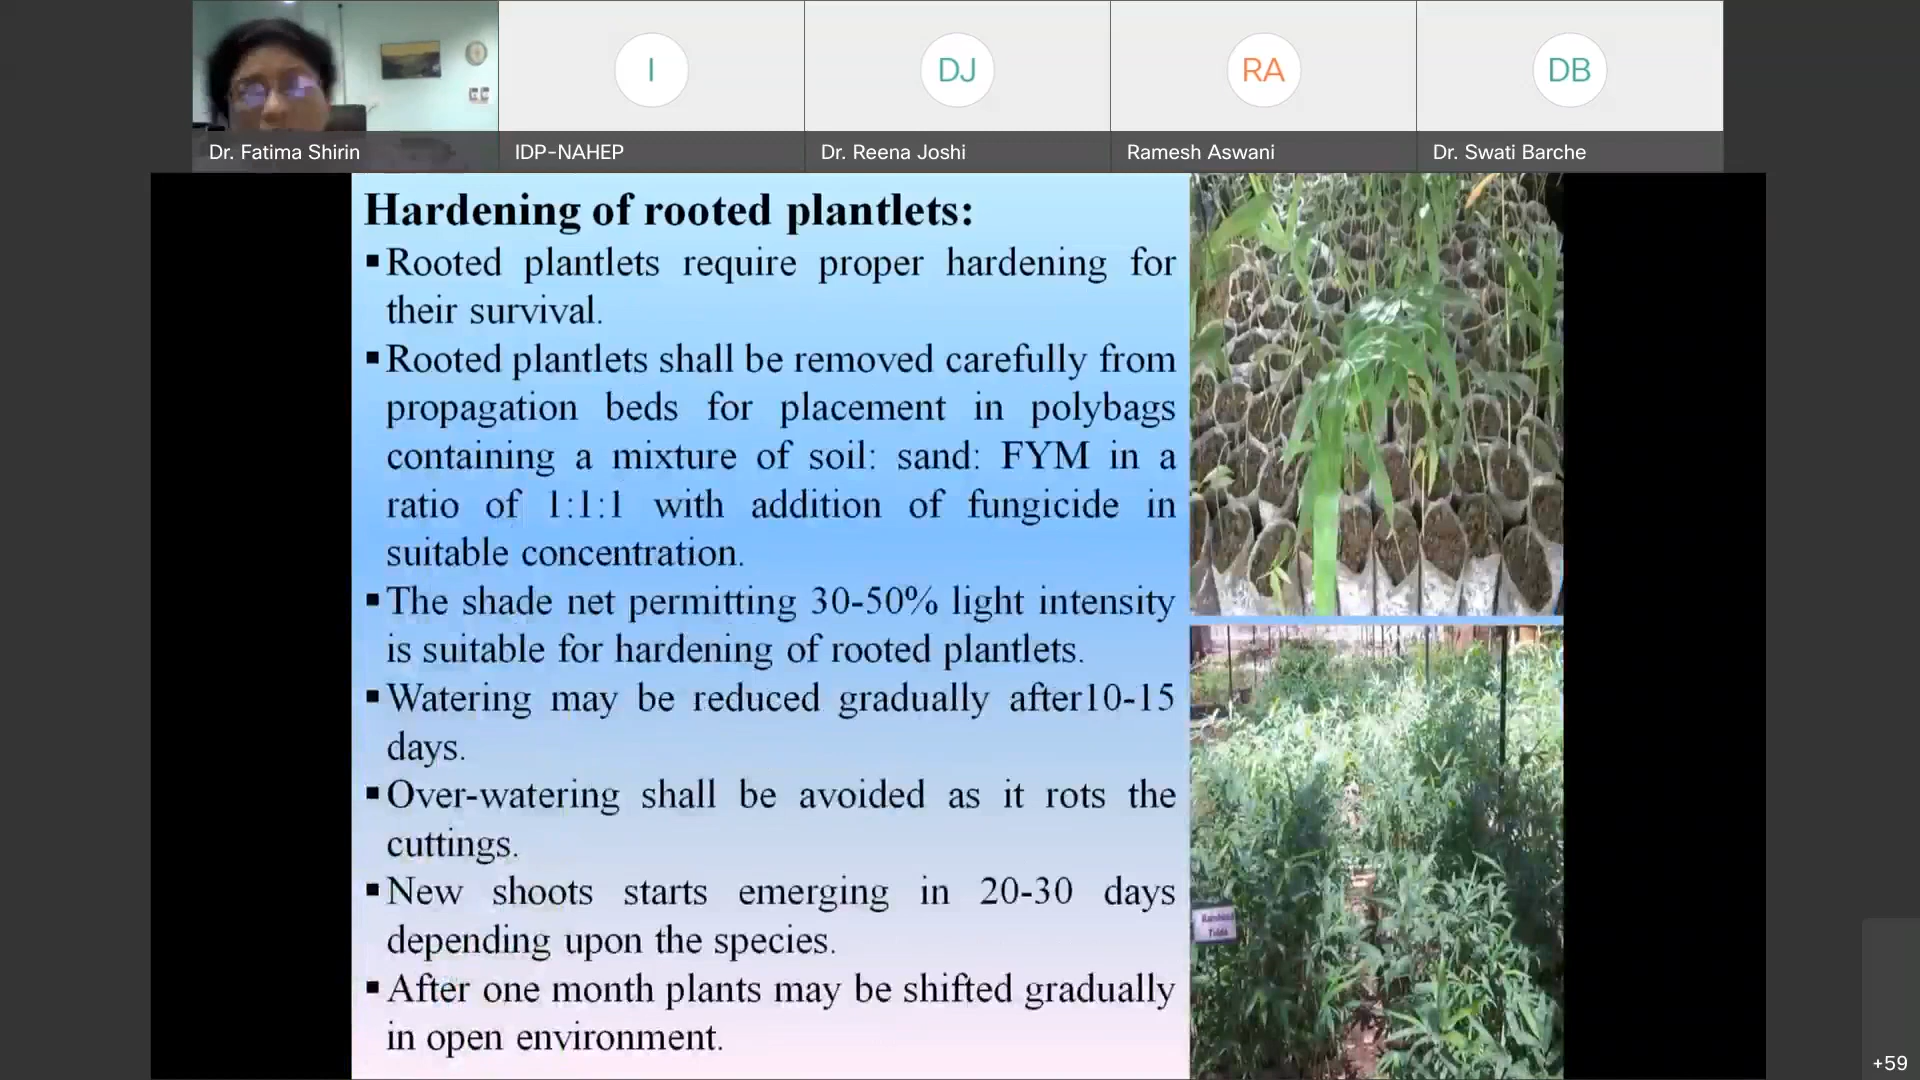 I
DJ
RA
DB
Dr. Fatima Shirin
IDP-NAHEP
Dr. Reena Joshi
Ramesh Aswani
Dr. Swati Barche
Hardening of rooted plantlets:
▪Rooted plantlets require proper hardening for
their survival.
▪Rooted plantlets shall be removed carefully from
propagation beds for placement in polybags
containing a mixture of soil: sand: FYM in a
ratio of 1:1:1 with addition of fungicide in
suitable concentration.
▪The shade net permitting 30-50% light intensity
is suitable for hardening of rooted plantlets.
▪Watering may be reduced gradually after10-15
days.
▪Over-watering shall be avoided as it rots the
cuttings.
▪New shoots starts emerging in 20-30 days
depending upon the species.
▪After one month plants may be shifted gradually
in open environment.
+59